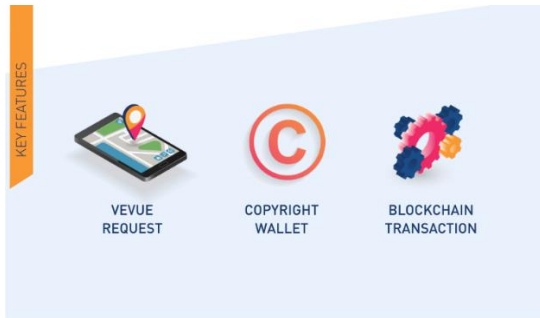 KEY FEATURES
VEVUE
REQUEST
C
COPYRIGHT
WALLET
BLOCKCHAIN
TRANSACTION